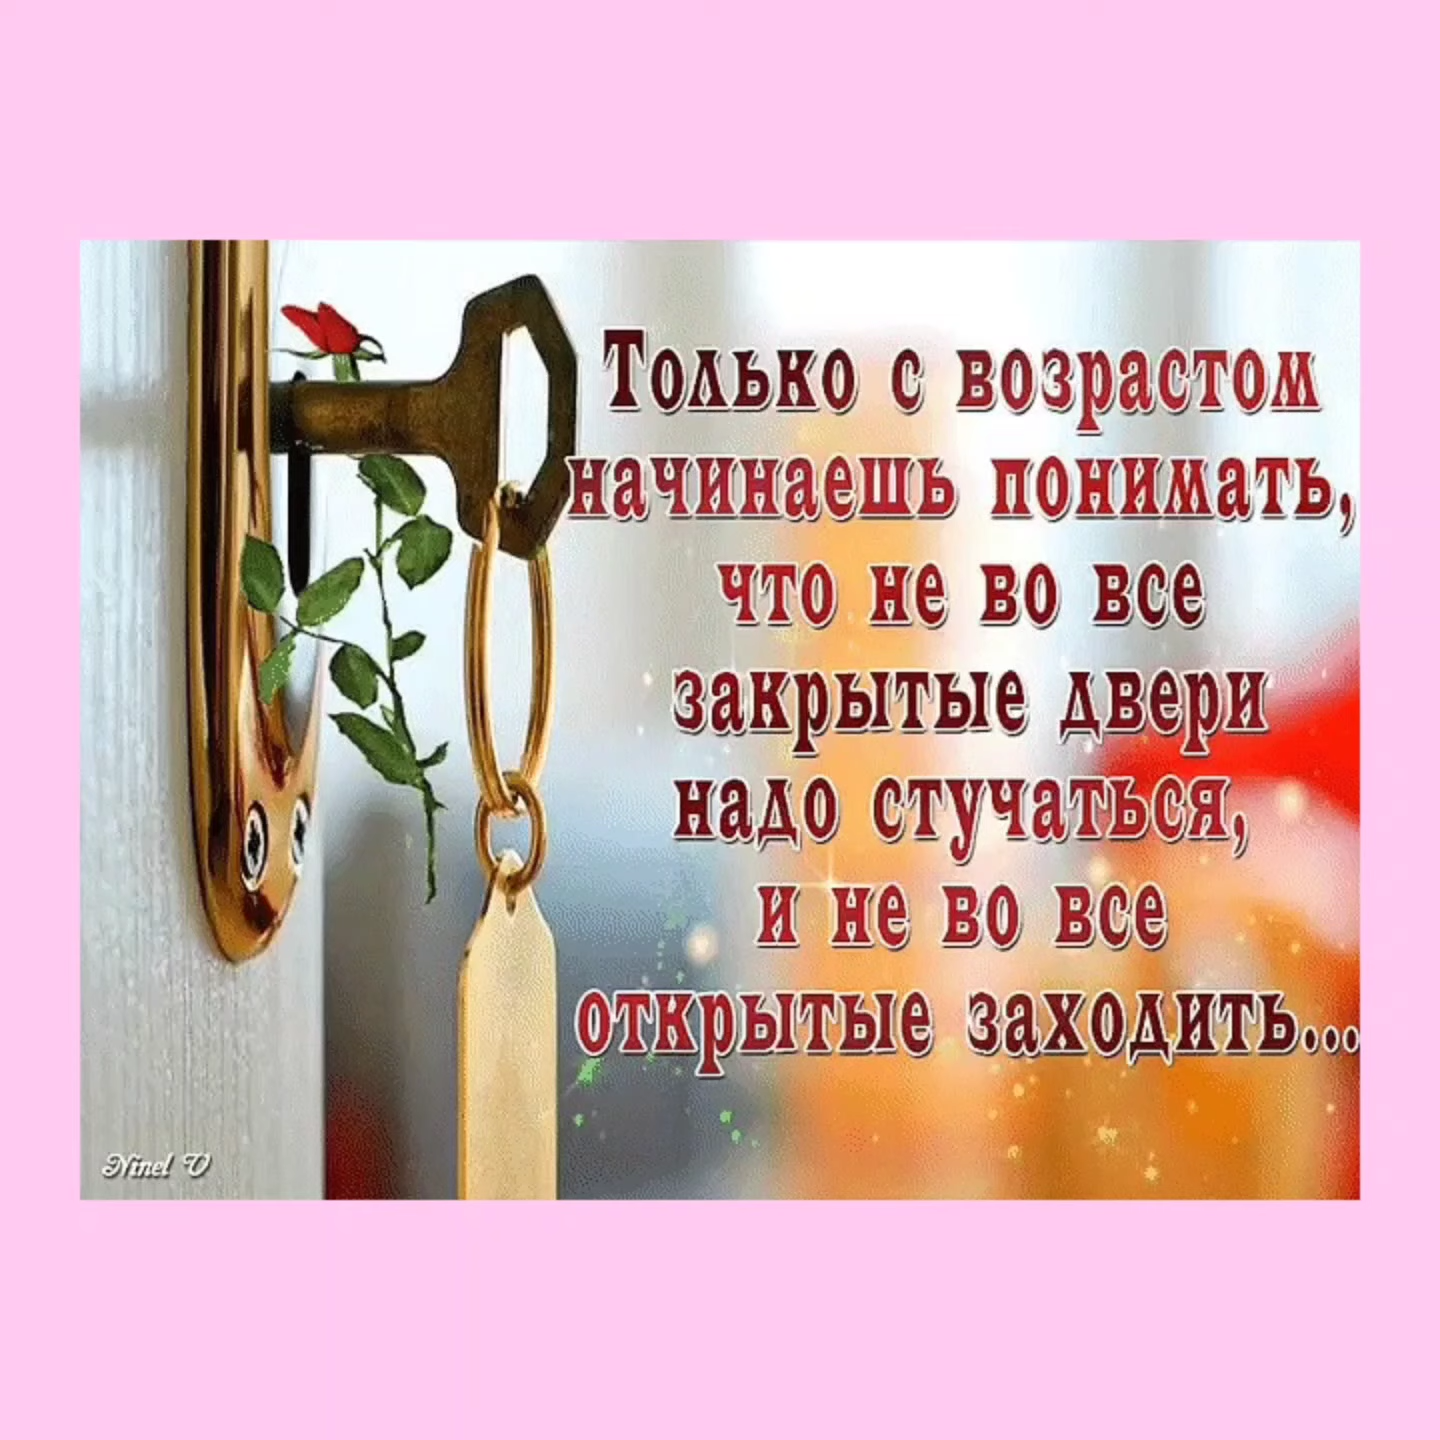 Только с возрастом
начинаешь понимать,
что не во все
закрытые двери
надо стучаться,
и не во все
открытые заходить...
Ninel V